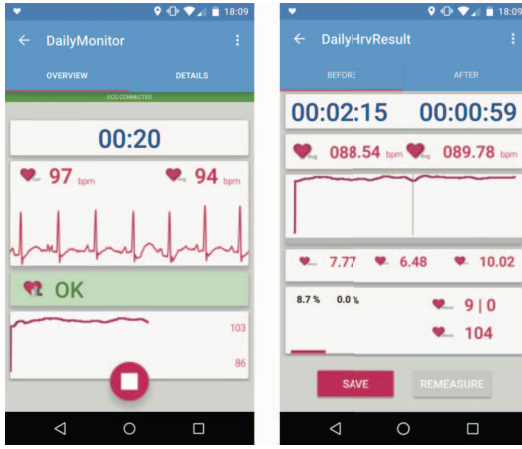 18:09
DailyMonitor
OVERVIEW DETAILS
ECG CONNECTED
00:20
97 bpm 94 bpm
OK
103
86
18:09
DailyHrvResult
BEFORE AFTER
00:02:15 00:00:59
088.54 bpm 089.78 bpm
7.77 6.48 10.02
8.7 % 0.0 %
9 | 0
104
SAVE REMEASURE